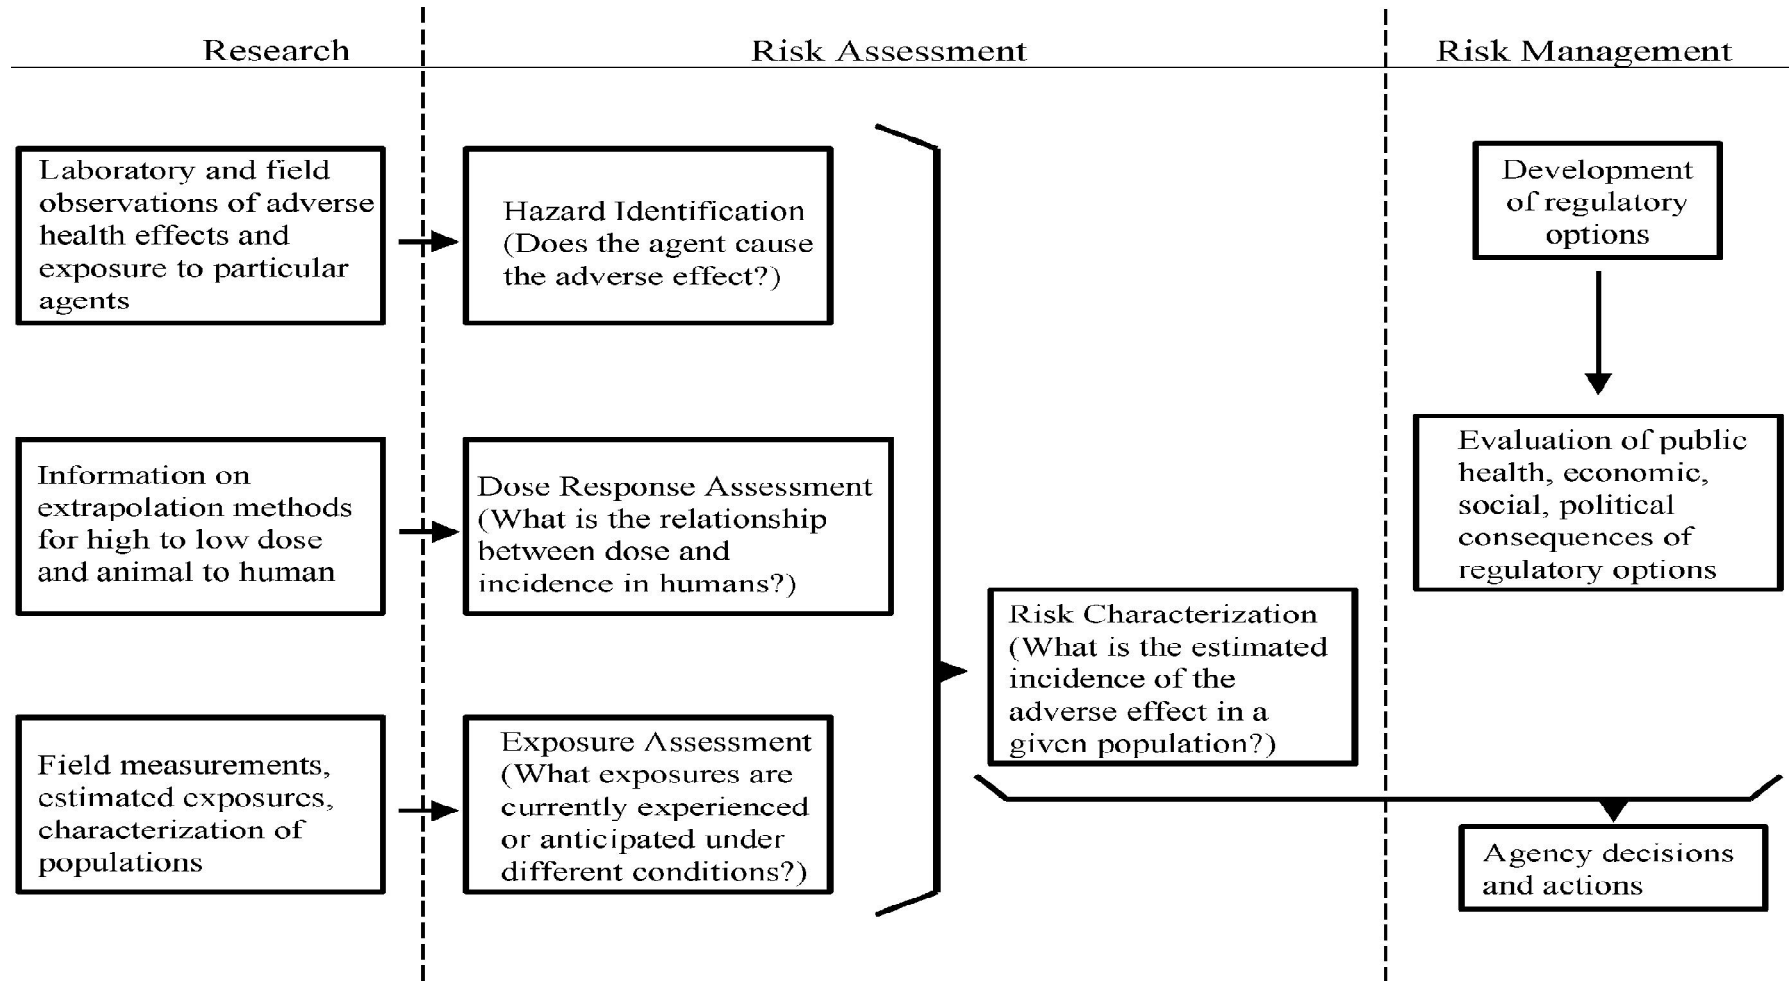 Research
Risk Assessment
Risk Management
Laboratory and field
observations of adverse
health effects and
exposure to particular
agents
Hazard Identification
(Does the agent cause
the adverse effect?)
Development
of regulatory
options
Information on
extrapolation methods
for high to low dose
and animal to human
Dose Response Assessment
(What is the relationship
between dose and
incidence in humans?)
Evaluation of public
health, economic,
social, political
consequences of
regulatory options
Risk Characterization
(What is the estimated
incidence of the
adverse effect in a
given population?)
Field measurements,
estimated exposures,
characterization of
populations
Exposure Assessment
(What exposures are
currently experienced
or anticipated under
different conditions?)
Agency decisions
and actions